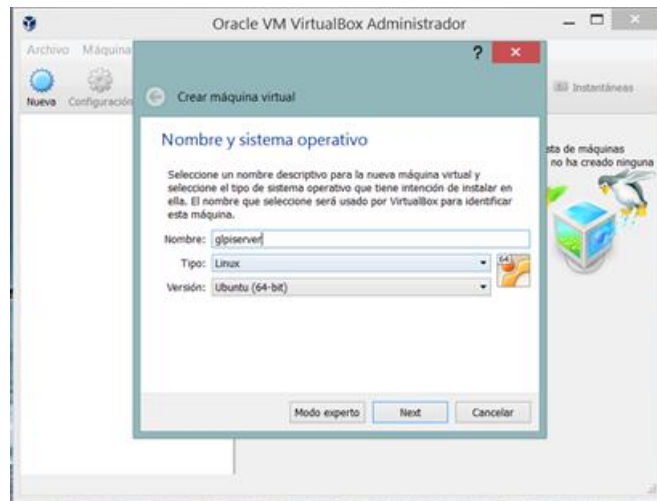 Oracle VM VirtualBox Administrador
Archivo Máquina
Nueva Configuración
Instantáneas
? ×
Crear máquina virtual
Nombre y sistema operativo
Seleccione un nombre descriptivo para la nueva máquina virtual y
seleccione el tipo de sistema operativo que tiene intención de instalar en
ella. El nombre que seleccione será usado por VirtualBox para identificar
esta máquina.
Nombre: glpiserver
Tipo: Linux
Versión: Ubuntu (64-bit)
64
Modo experto
Next
Cancelar
sta de máquinas
no ha creado ninguna